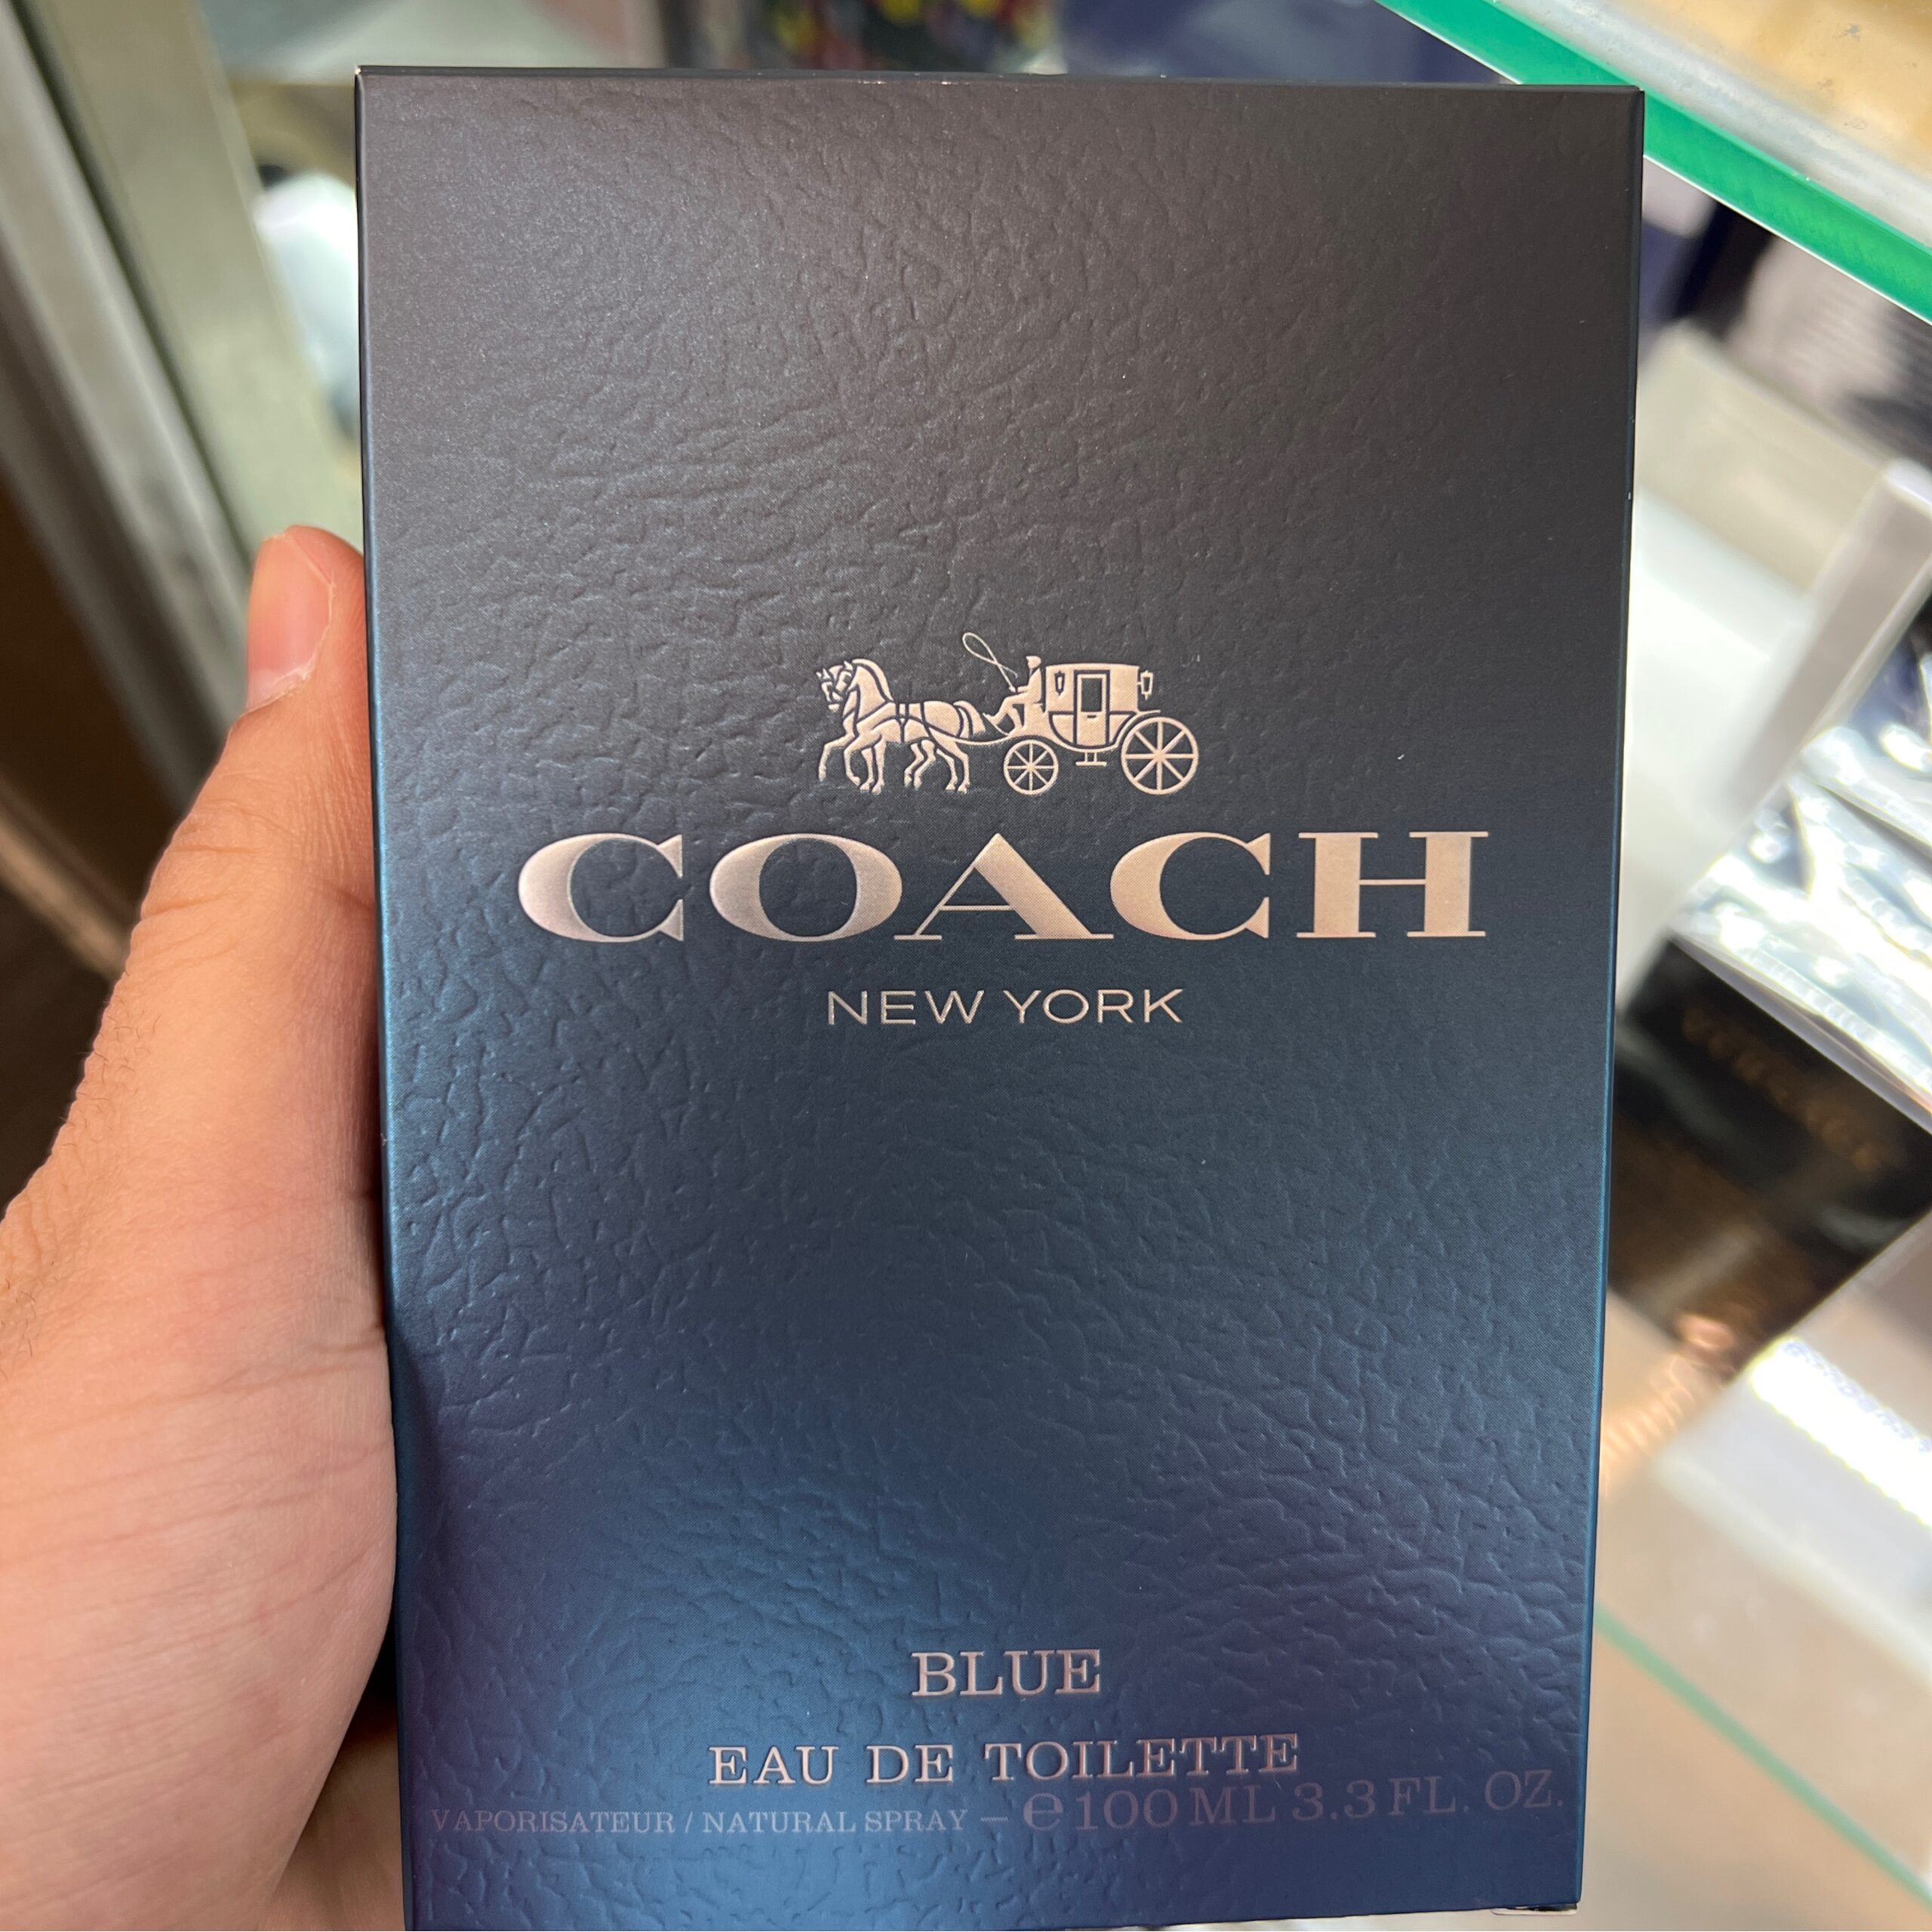 COACH
NEW YORK
BLUE
EAU DE TOILETTE
VAPORISATEUR / NATURAL SPRAY – ℮100 ML 3.3 FL. OZ.